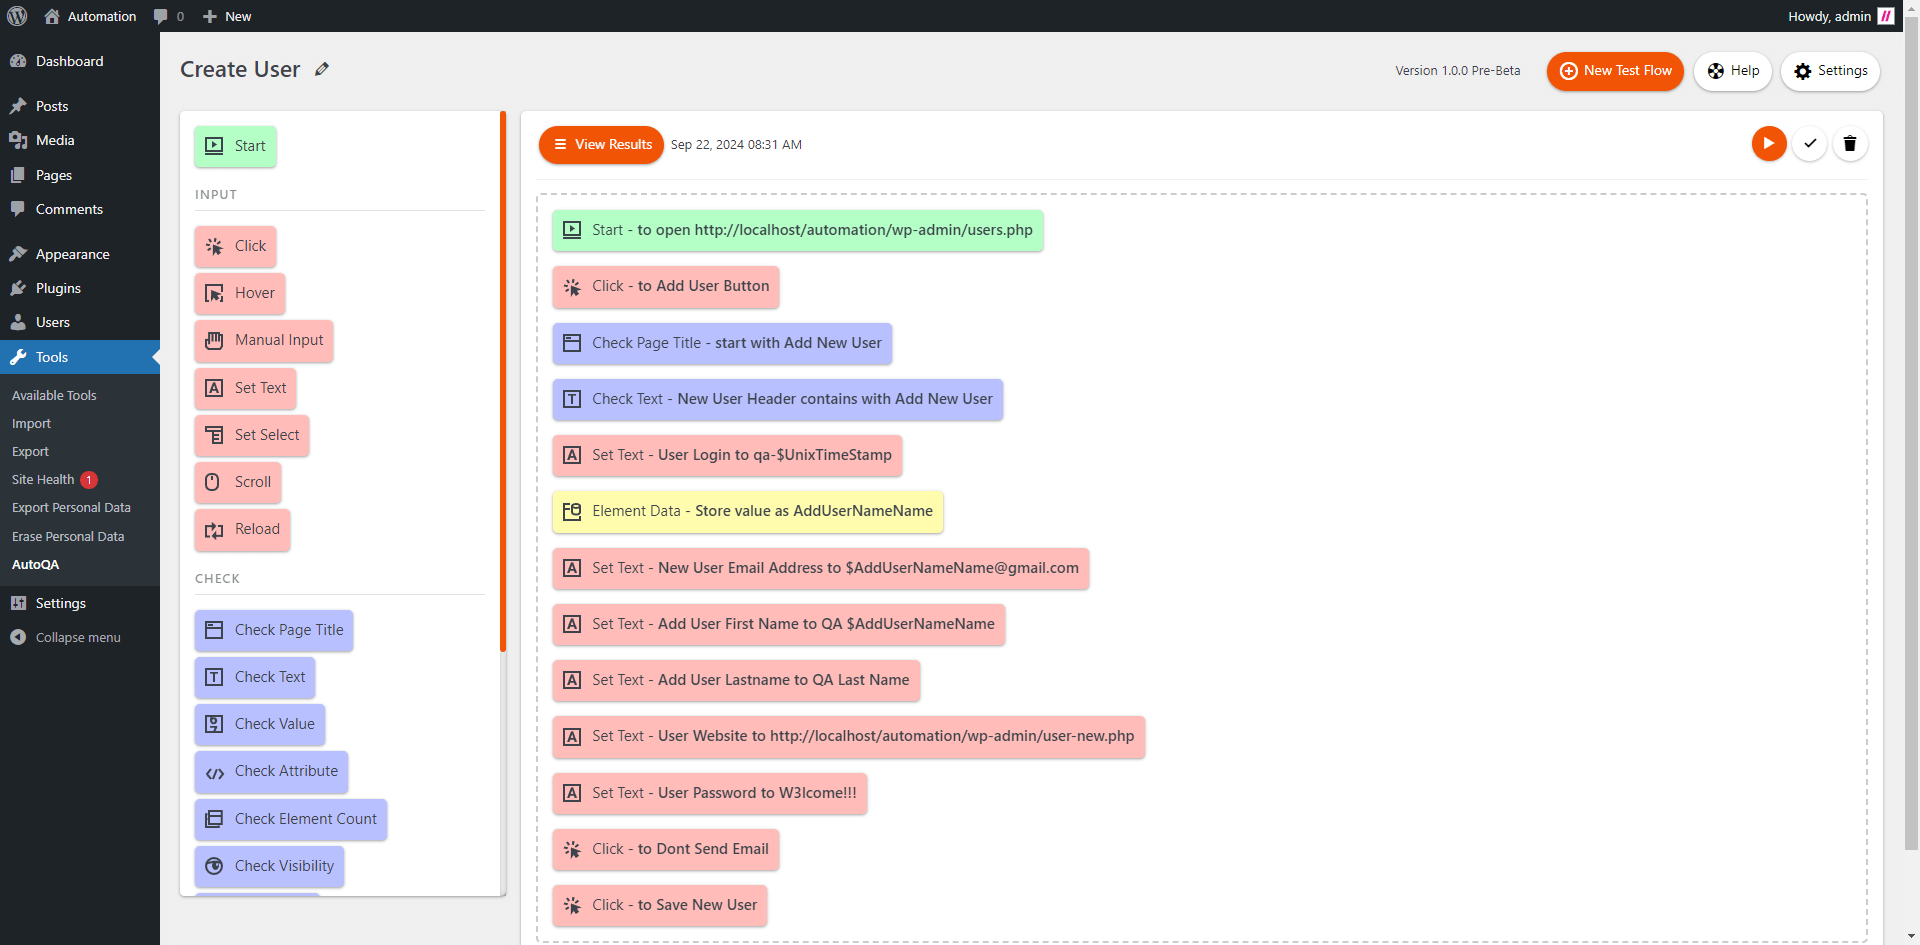 Automation
0
New
Howdy, admin
Dashboard
Posts
Media
Pages
Comments
Appearance
Plugins
Users
Tools
Available Tools
Import
Export
Site Health 1
Export Personal Data
Erase Personal Data
AutoQA
Settings
Collapse menu
Create User
Version 1.0.0 Pre-Beta
New Test Flow
Help
Settings
Start
INPUT
Click
Hover
Manual Input
Set Text
Set Select
Scroll
Reload
CHECK
Check Page Title
Check Text
Check Value
Check Attribute
Check Element Count
Check Visibility
View Results
Sep 22, 2024 08:31 AM
Start - to open http://localhost/automation/wp-admin/users.php
Click - to Add User Button
Check Page Title - start with Add New User
Check Text - New User Header contains with Add New User
Set Text - User Login to qa-$UnixTimeStamp
Element Data - Store value as AddUserNameName
Set Text - New User Email Address to $AddUserNameName@gmail.com
Set Text - Add User First Name to QA $AddUserNameName
Set Text - Add User Lastname to QA Last Name
Set Text - User Website to http://localhost/automation/wp-admin/user-new.php
Set Text - User Password to W3lcome!!!
Click - to Dont Send Email
Click - to Save New User